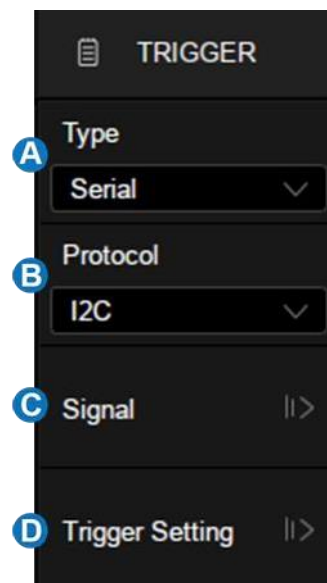 TRIGGER
A
Type
Serial
B
Protocol
I2C
C
Signal
D
Trigger Setting